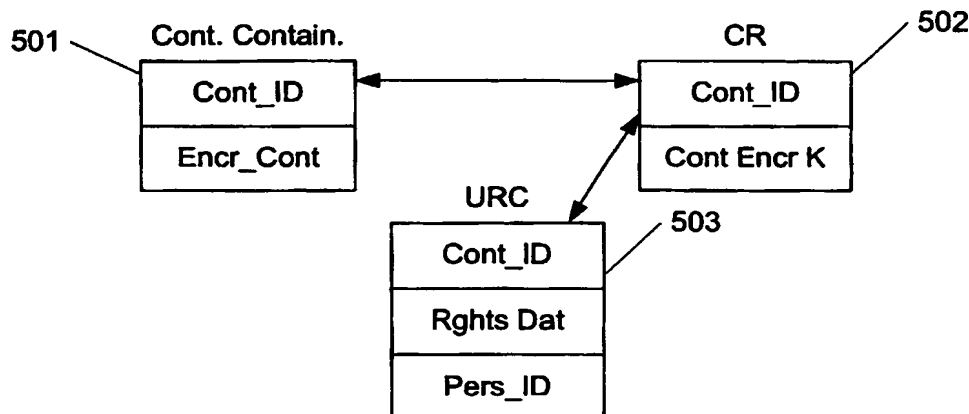 501
Cont. Contain.
CR
502
Cont_ID
Cont_ID
Encr_Cont
Cont Encr K
URC
503
Cont_ID
Rghts Dat
Pers_ID